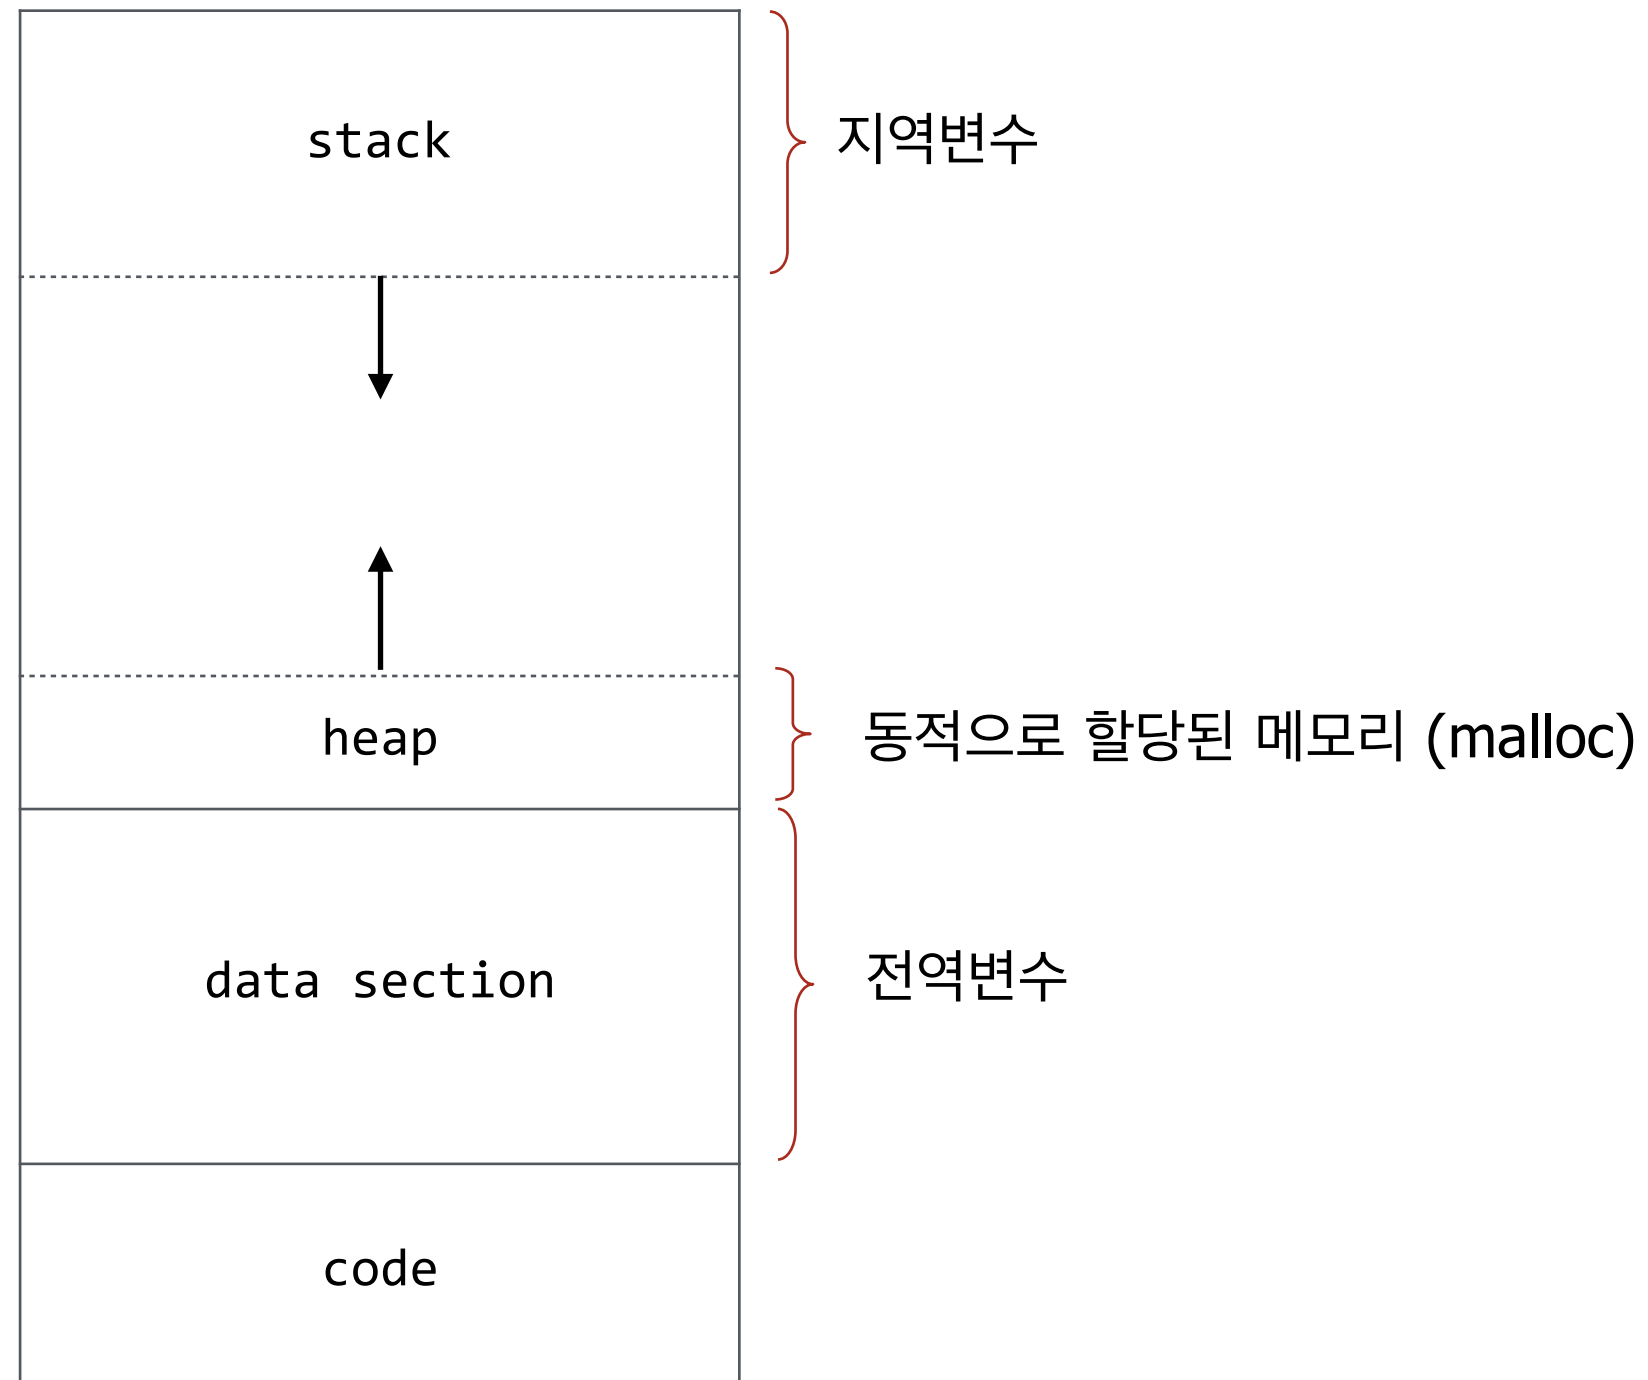 stack
지역변수
heap
동적으로 할당된 메모리 (malloc)
data section
전역변수
code